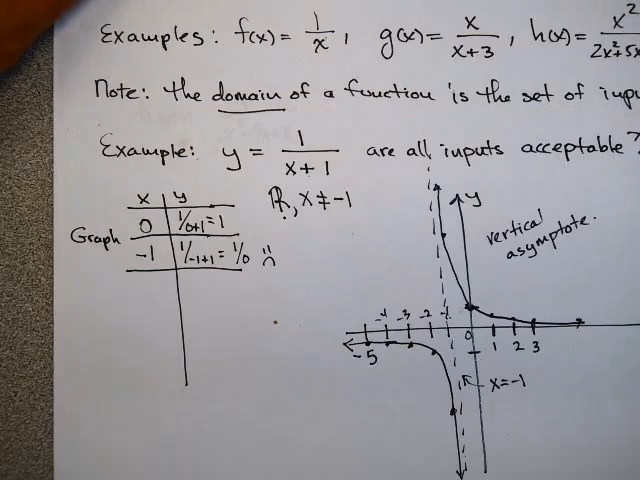 Examples: f(x) = 1/x, g(x) = x/x+3, h(x) = x²/2x²+5x
Note: the domain of a function is the set of
Example: y = 1/x+1 are all inputs acceptable?
ℝ, x ≠ -1
x y
0 1/0+1 = 1
Graph
-1 1/-1+1 = 1/0
y
vertical
asymptote.
-4 -3 -2 -1
-5 0 1 2 3
x = -1